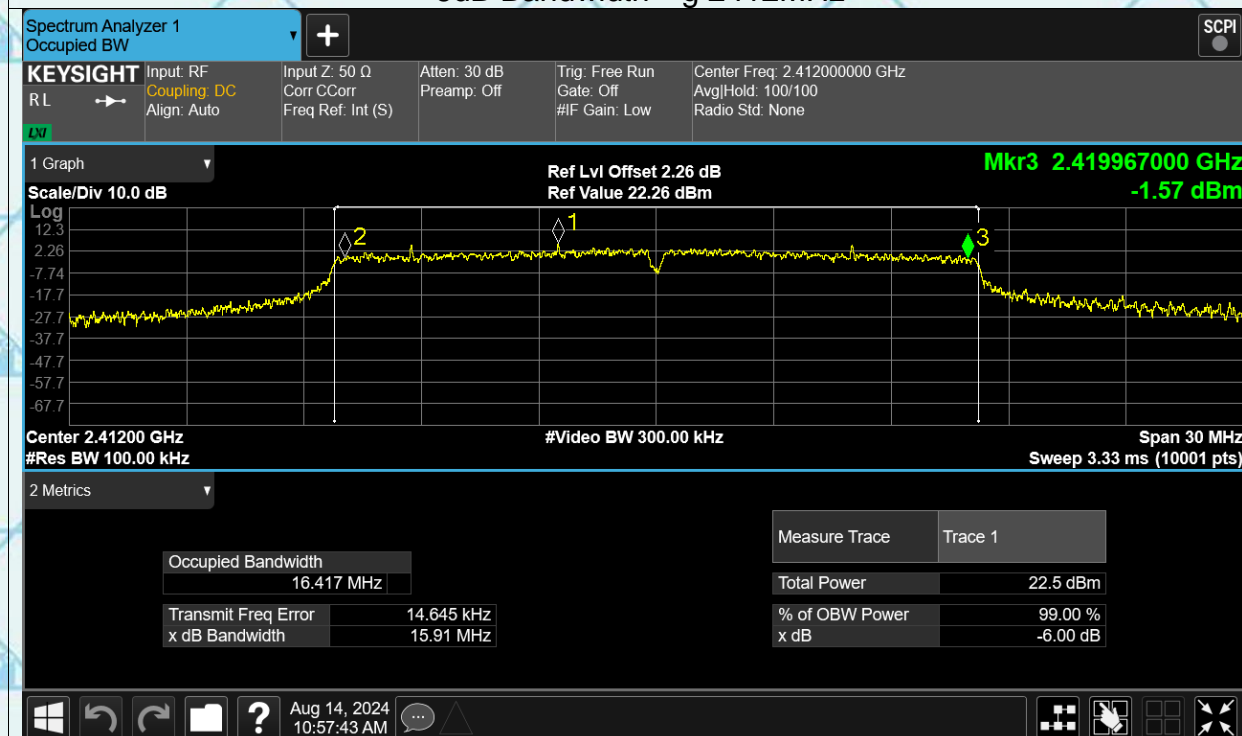 Spectrum Analyzer 1
Occupied BW
+
SCPI
KEYSIGHT
R L
LXI
Input: RF
Coupling: DC
Align: Auto
Input Z: 50 Ω
Corr CCorr
Freq Ref: Int (S)
Atten: 30 dB
Preamp: Off
Trig: Free Run
Gate: Off
#IF Gain: Low
Center Freq: 2.412000000 GHz
Avg|Hold: 100/100
Radio Std: None
1 Graph
Scale/Div 10.0 dB
Ref Lvl Offset 2.26 dB
Ref Value 22.26 dBm
Mkr3 2.419967000 GHz
-1.57 dBm
Log
12.3
2.26
-7.74
-17.7
-27.7
-37.7
-47.7
-57.7
-67.7
2
1
3
Center 2.41200 GHz
#Res BW 100.00 kHz
#Video BW 300.00 kHz
Span 30 MHz
Sweep 3.33 ms (10001 pts)
2 Metrics
Occupied Bandwidth
16.417 MHz
Transmit Freq Error 14.645 kHz
x dB Bandwidth 15.91 MHz
Measure Trace Trace 1
Total Power 22.5 dBm
% of OBW Power 99.00 %
x dB -6.00 dB
?
Aug 14, 2024
10:57:43 AM